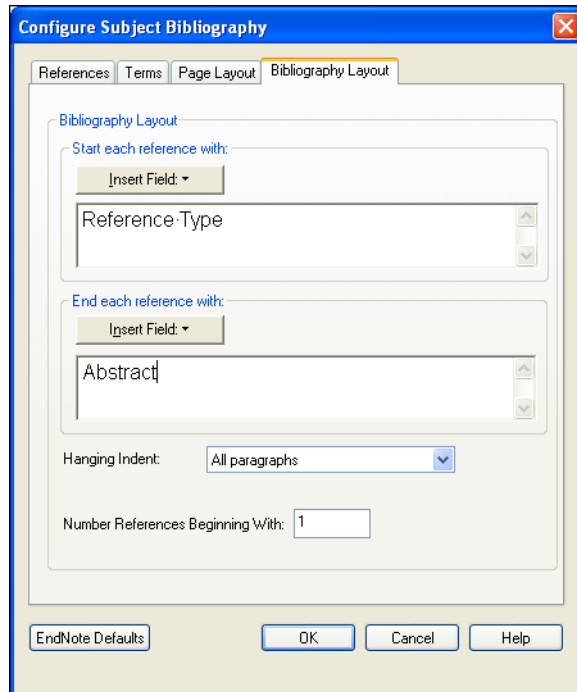 Configure Subject Bibliography
References Terms Page Layout Bibliography Layout
Bibliography Layout
Start each reference with:
Insert Field:
Reference·Type
End each reference with:
Insert Field:
Abstract
Hanging Indent: All paragraphs
Number References Beginning With: 1
EndNote Defaults OK Cancel Help